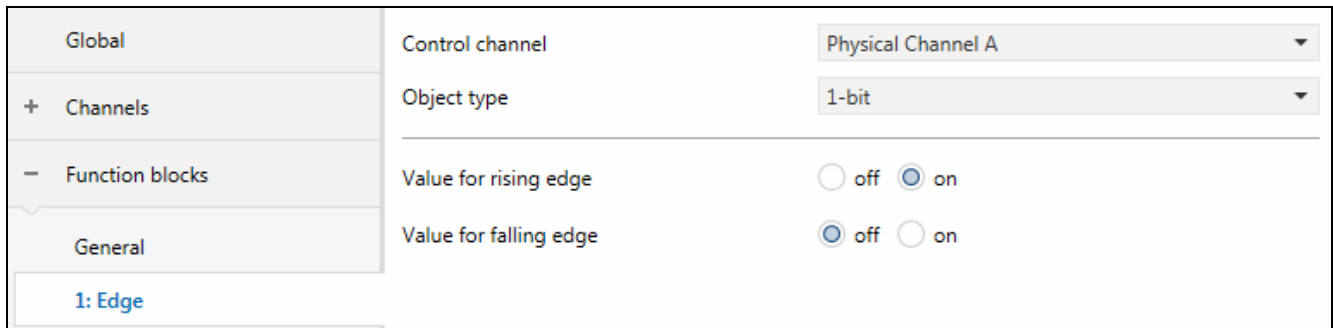 Global
+ Channels
− Function blocks
General
1: Edge
Control channel Physical Channel A
Object type 1-bit
Value for rising edge off on
Value for falling edge off on